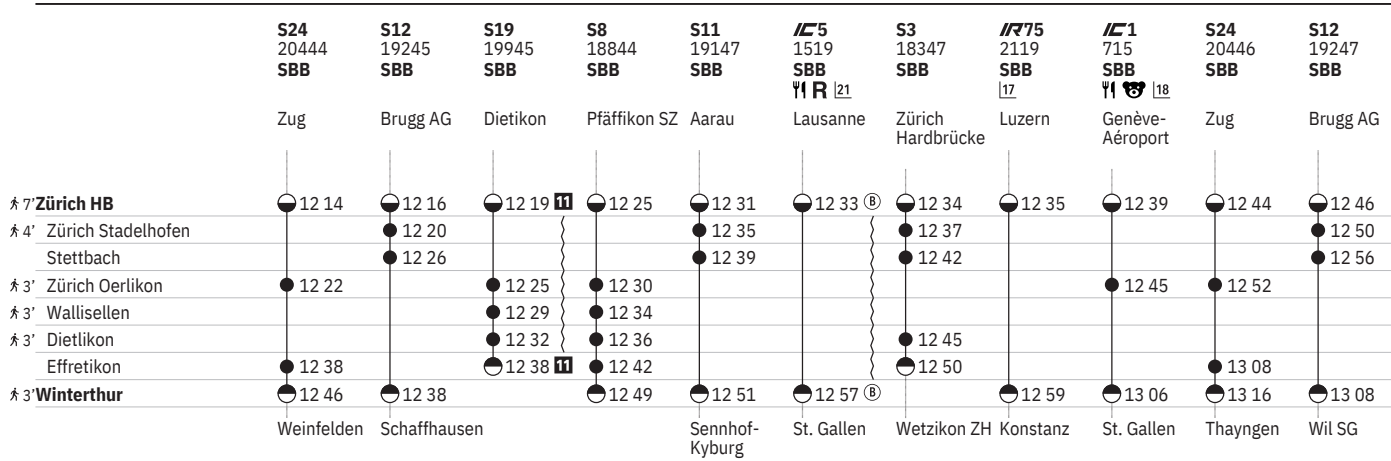 S24 S12 S19 S8 S11 IC5 S3 IR75 IC1 S24 S12
20444 19245 19945 18844 19147 1519 18347 2119 715 20446 19247
SBB SBB SBB SBB SBB SBB SBB SBB SBB SBB SBB
R 21 17 18
Zug Brugg AG Dietikon Pfäffikon SZ Aarau Lausanne Zürich Luzern Genève- Zug Brugg AG
Hardbrücke Aéroport
7' Zürich HB 12 14 12 16 12 19 11 12 25 12 31 12 33 B 12 34 12 35 12 39 12 44 12 46
4' Zürich Stadelhofen 12 20 12 35 12 37 12 50
Stettbach 12 26 12 39 12 42 12 56
3' Zürich Oerlikon 12 22 12 25 12 30 12 45 12 52
3' Wallisellen 12 29 12 34
3' Dietlikon 12 32 12 36 12 45
Effretikon 12 38 12 38 11 12 42 12 50 13 08
3' Winterthur 12 46 12 38 12 49 12 51 12 57 B 12 59 13 06 13 16 13 08
Weinfelden Schaffhausen Sennhof- St. Gallen Wetzikon ZH Konstanz St. Gallen Thayngen Wil SG
Kyburg